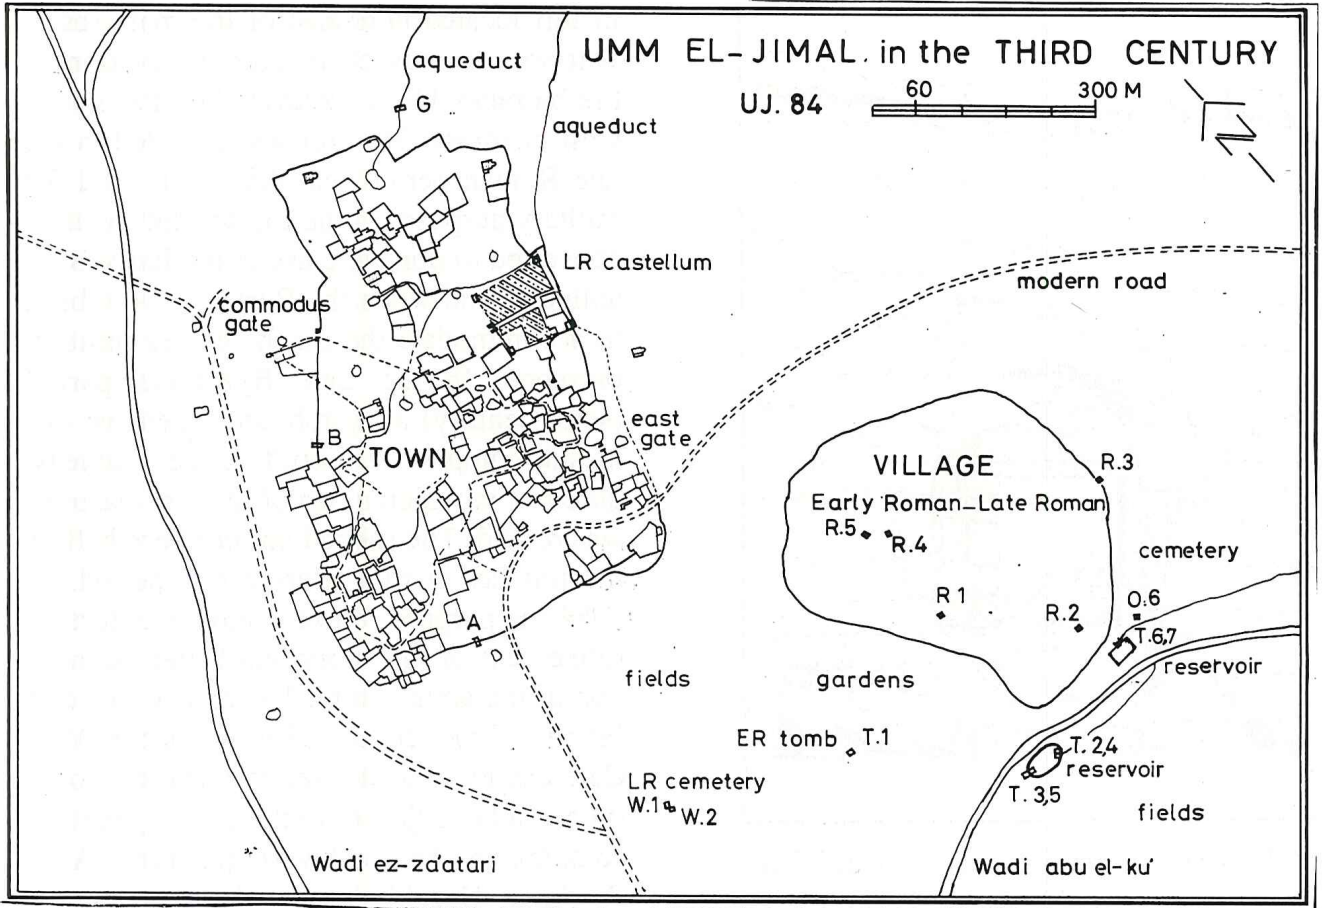 UMM EL-JIMAL. in the THIRD CENTURY
UJ. 84
60
300 M
N
aqueduct
G
aqueduct
LR castellum
modern road
commodus
gate
B
TOWN
east
gate
A
VILLAGE
Early Roman-Late Roman
R.3
R.5
R.4
R 1
R.2
cemetery
O.6
T.6,7
reservoir
fields
gardens
ER tomb
T.1
T.2,4
reservoir
T. 3,5
LR cemetery
W.1
W.2
fields
Wadi ez-za'atari
Wadi abu el-ku'